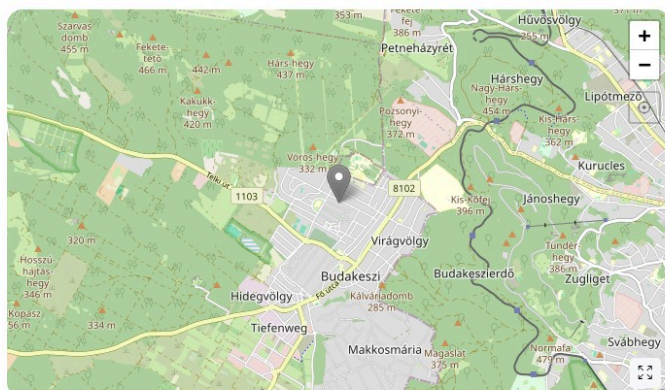 Szarvas
domb
455 m
Fekete-
tető
466 m
442 m
Hárs-hegy
437 m
353 m
fej
386 m
Petneházyrét
Hűvösvölgy
255 m
371 m
Kakukk-
hegy
420 m
Pozsonyi-
hegy
372 m
Hárshegy
Nagy-Hárs-
hegy
454 m
Lipótmező
Kis-Hárs-
hegy
362 m
Vörös-hegy
332 m
Telki út
1103
8102
Kurucles
Kis-Kőfej
396 m
Jánoshegy
320 m
Hosszú
hajtás
hegy
346 m
Kopasz
56 m
334 m
Virágvölgy
Budakeszi
Fő utca
Hidegvölgy
Tiefenweg
Kálváriadomb
285 m
Budakeszierdő
Tündér-
hegy
386 m
Zugliget
Makkosmária
Magaslat
375 m
Normafa
479 m
Svábhegy
+
−